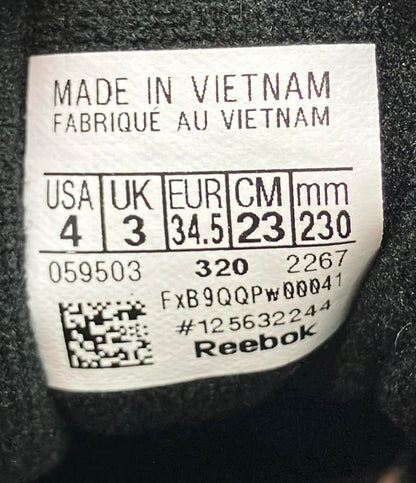 MADE IN VIETNAM
FABRIQUÉ AU VIETNAM
USA UK EUR CM mm
4 3 34.5 23 230
059503 320 2267
FxB9QQPw00041
#125632244
Reebok